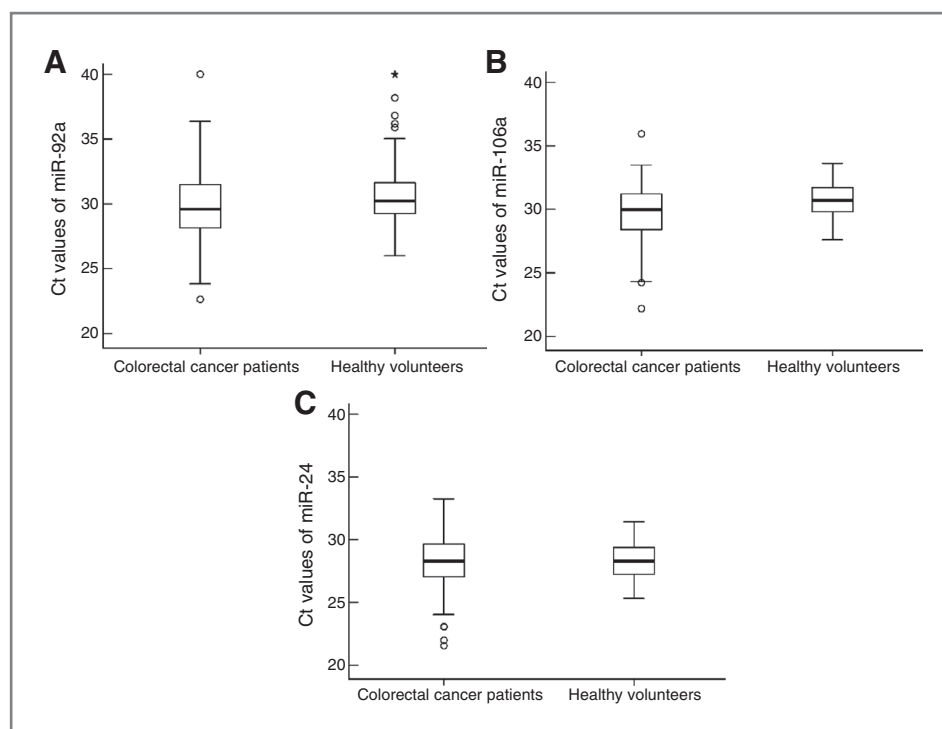 A
Ct values of miR-92a
40
35
30
25
20
Colorectal cancer patients Healthy volunteers
B
Ct values of miR-106a
40
35
30
25
20
Colorectal cancer patients Healthy volunteers
C
Ct values of miR-24
40
35
30
25
20
Colorectal cancer patients Healthy volunteers